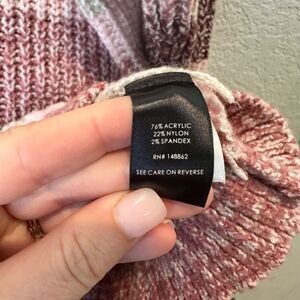 76% ACRYLIC
22% NYLON
2% SPANDEX
RN# 148862
SEE CARE ON REVERSE